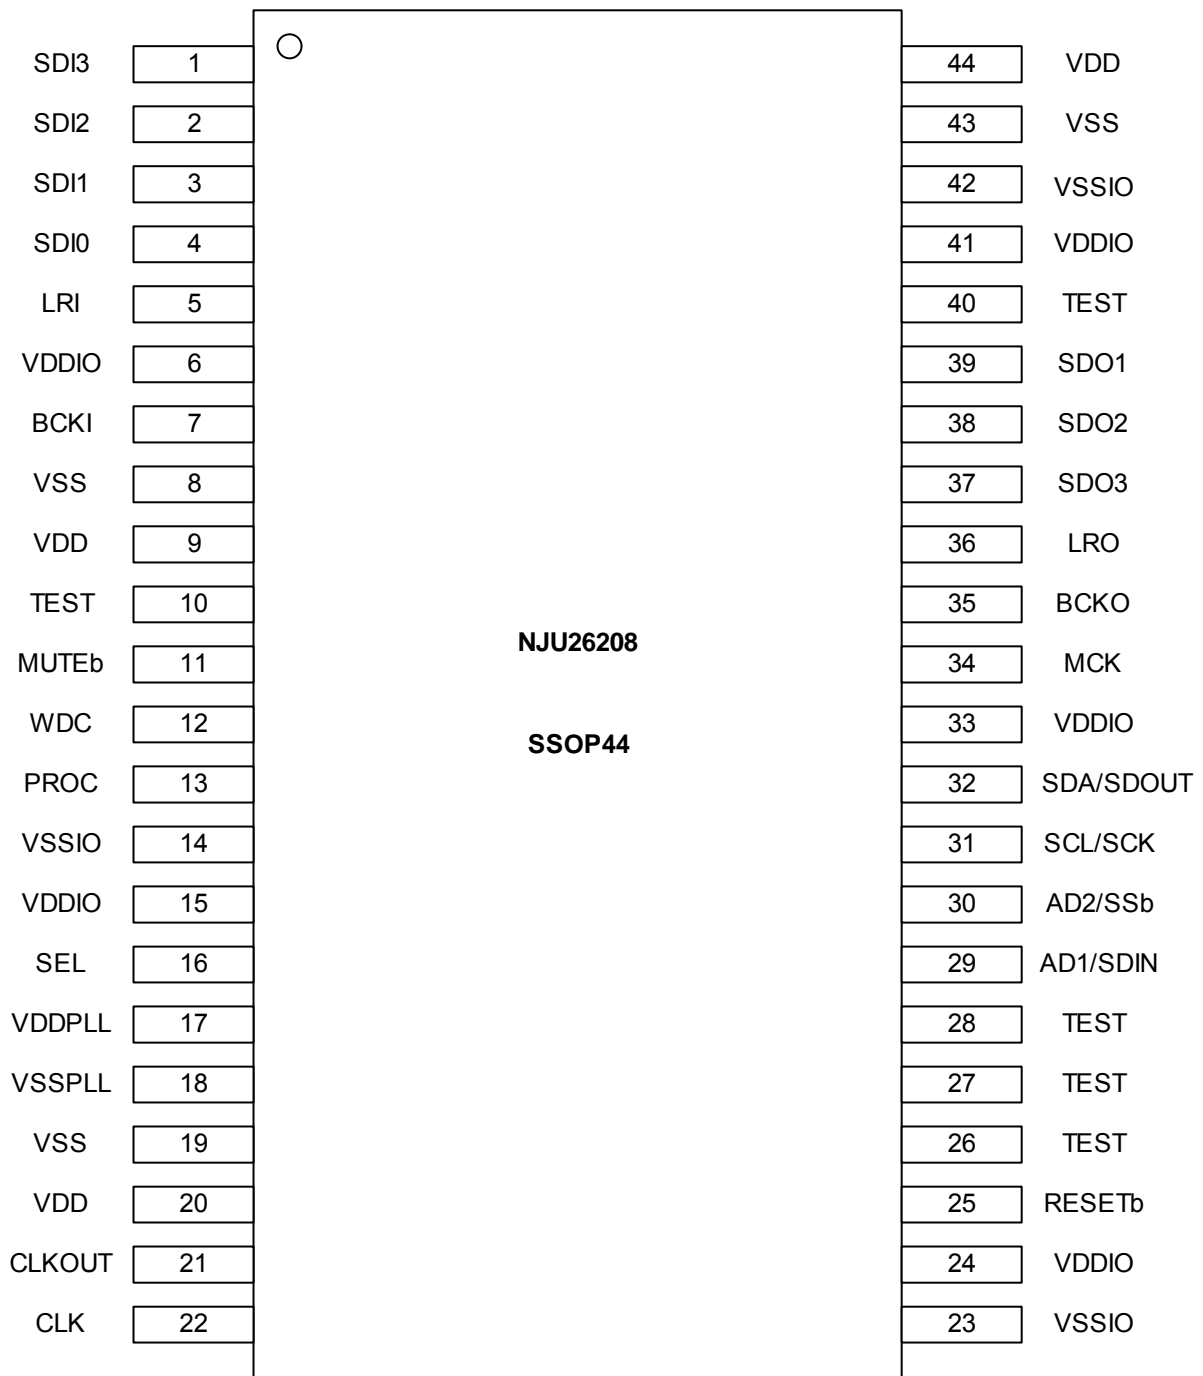 SDI3 1 44 VDD
SDI2 2 43 VSS
SDI1 3 42 VSSIO
SDI0 4 41 VDDIO
LRI 5 40 TEST
VDDIO 6 39 SDO1
BCKI 7 38 SDO2
VSS 8 37 SDO3
VDD 9 36 LRO
TEST 10 35 BCKO
NJU26208
MUTEb 11 34 MCK
WDC 12 33 VDDIO
SSOP44
PROC 13 32 SDA/SDOUT
VSSIO 14 31 SCL/SCK
VDDIO 15 30 AD2/SSb
SEL 16 29 AD1/SDIN
VDDPLL 17 28 TEST
VSSPLL 18 27 TEST
VSS 19 26 TEST
VDD 20 25 RESETb
CLKOUT 21 24 VDDIO
CLK 22 23 VSSIO